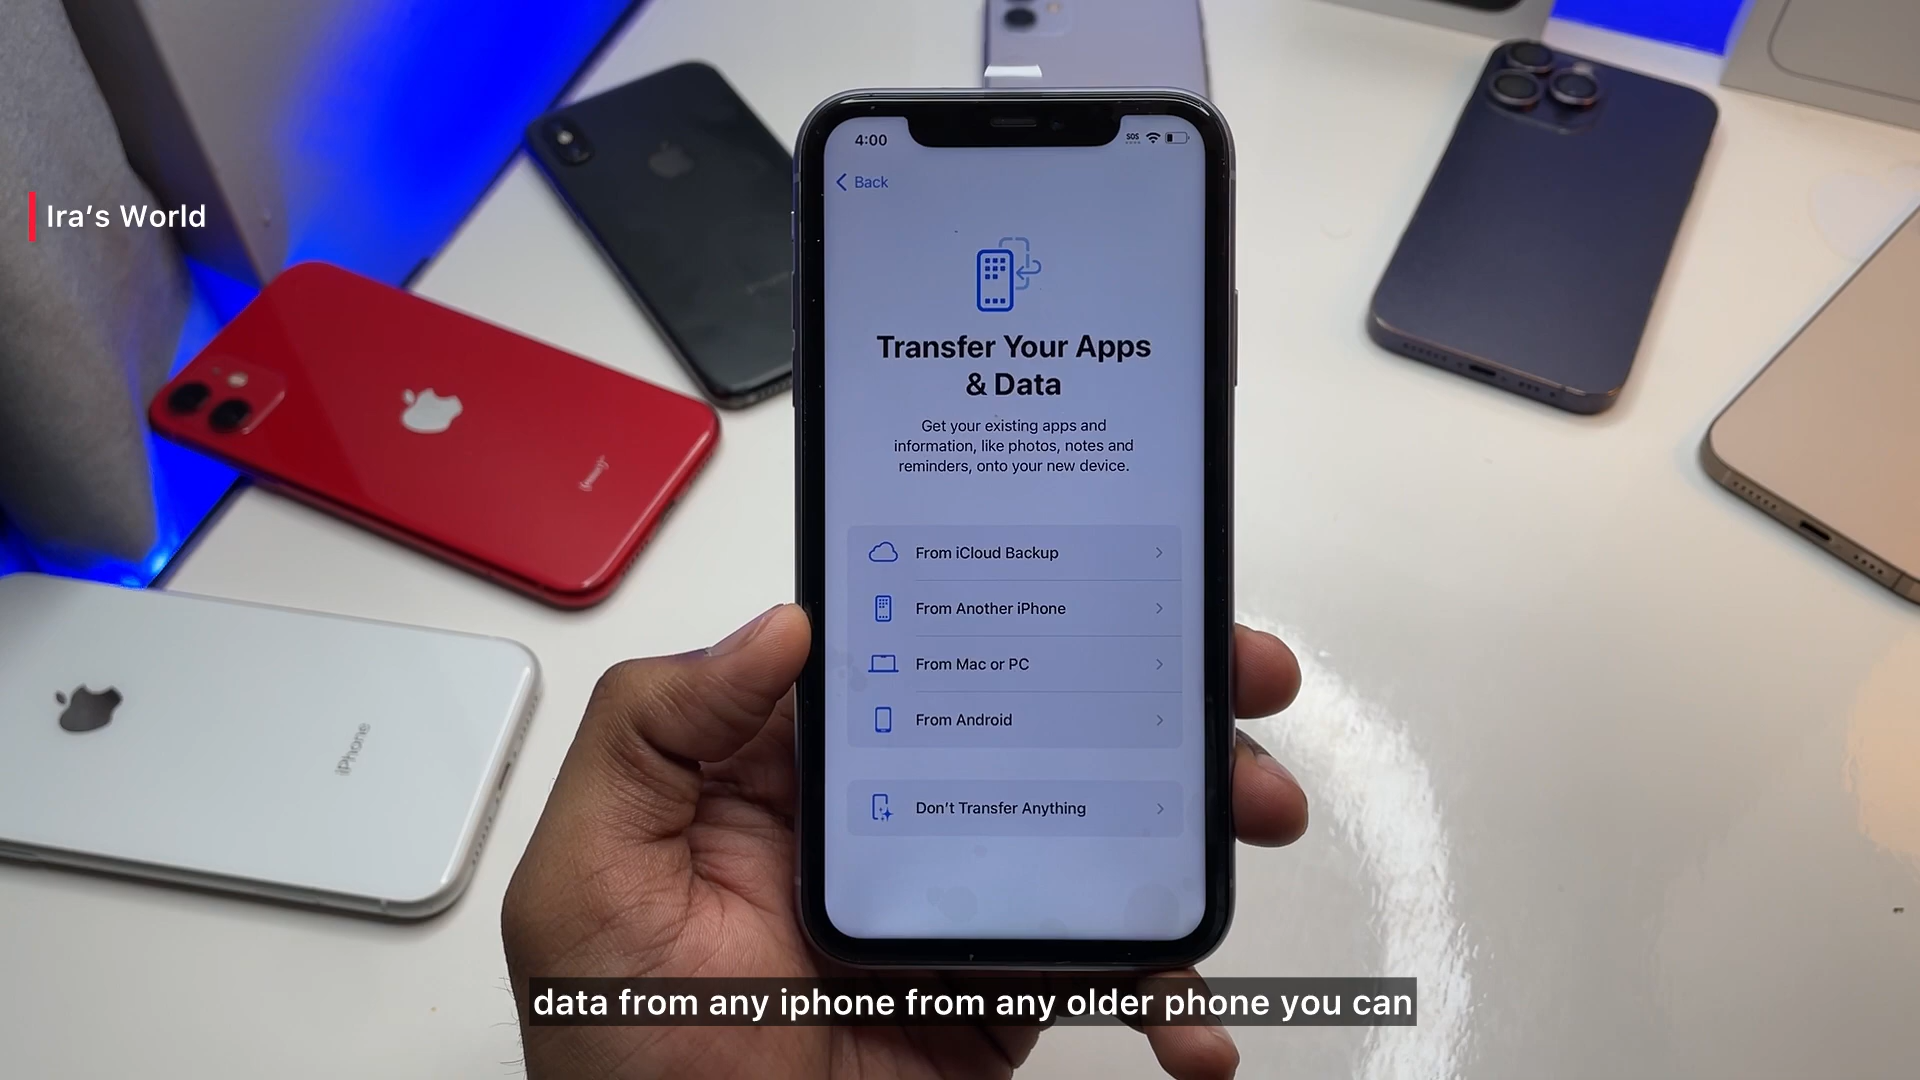 Ira's World
4:00
SOS
Back
Transfer Your Apps
& Data
Get your existing apps and
information, like photos, notes and
reminders, onto your new device.
From iCloud Backup
From Another iPhone
From Mac or PC
From Android
Don't Transfer Anything
iPhone
data from any iphone from any older phone you can